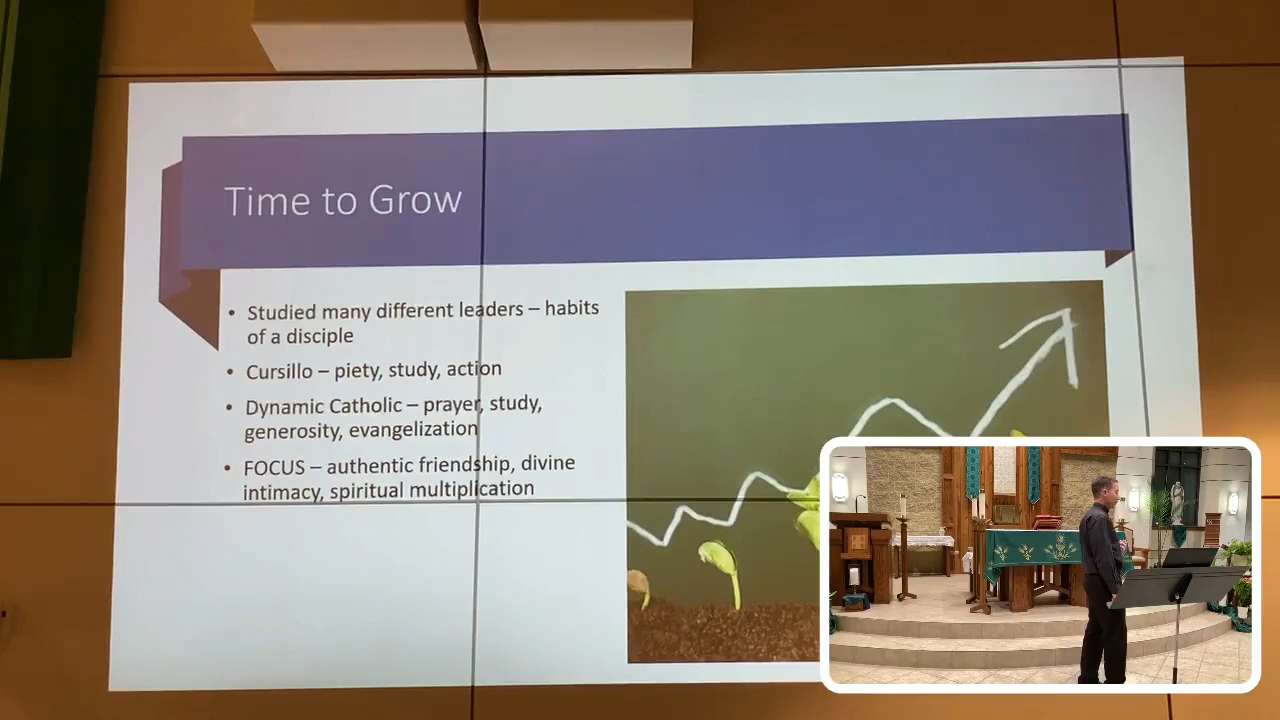 Time to Grow
• Studied many different leaders – habits
of a disciple
• Cursillo – piety, study, action
• Dynamic Catholic – prayer, study,
generosity, evangelization
• FOCUS – authentic friendship, divine
intimacy, spiritual multiplication